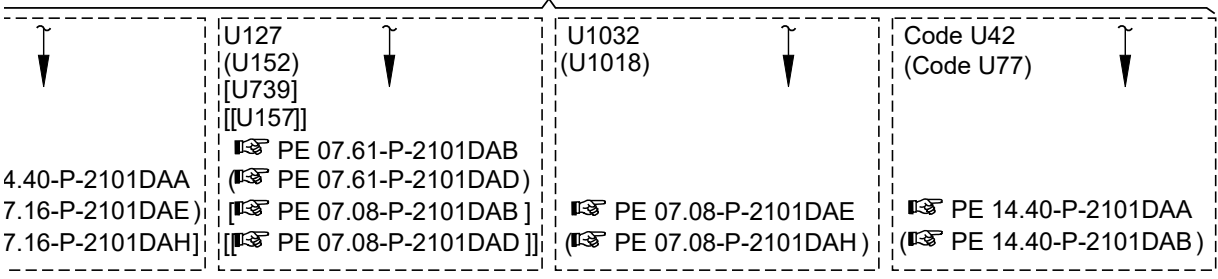 4.40-P-2101DAA
7.16-P-2101DAE)
7.16-P-2101DAH]
U127
(U152)
[U739]
[[U157]]
☞ PE 07.61-P-2101DAB
(☞ PE 07.61-P-2101DAD)
[☞ PE 07.08-P-2101DAB]
[[☞ PE 07.08-P-2101DAD]]
U1032
(U1018)
☞ PE 07.08-P-2101DAE
(☞ PE 07.08-P-2101DAH)
Code U42
(Code U77)
☞ PE 14.40-P-2101DAA
(☞ PE 14.40-P-2101DAB)